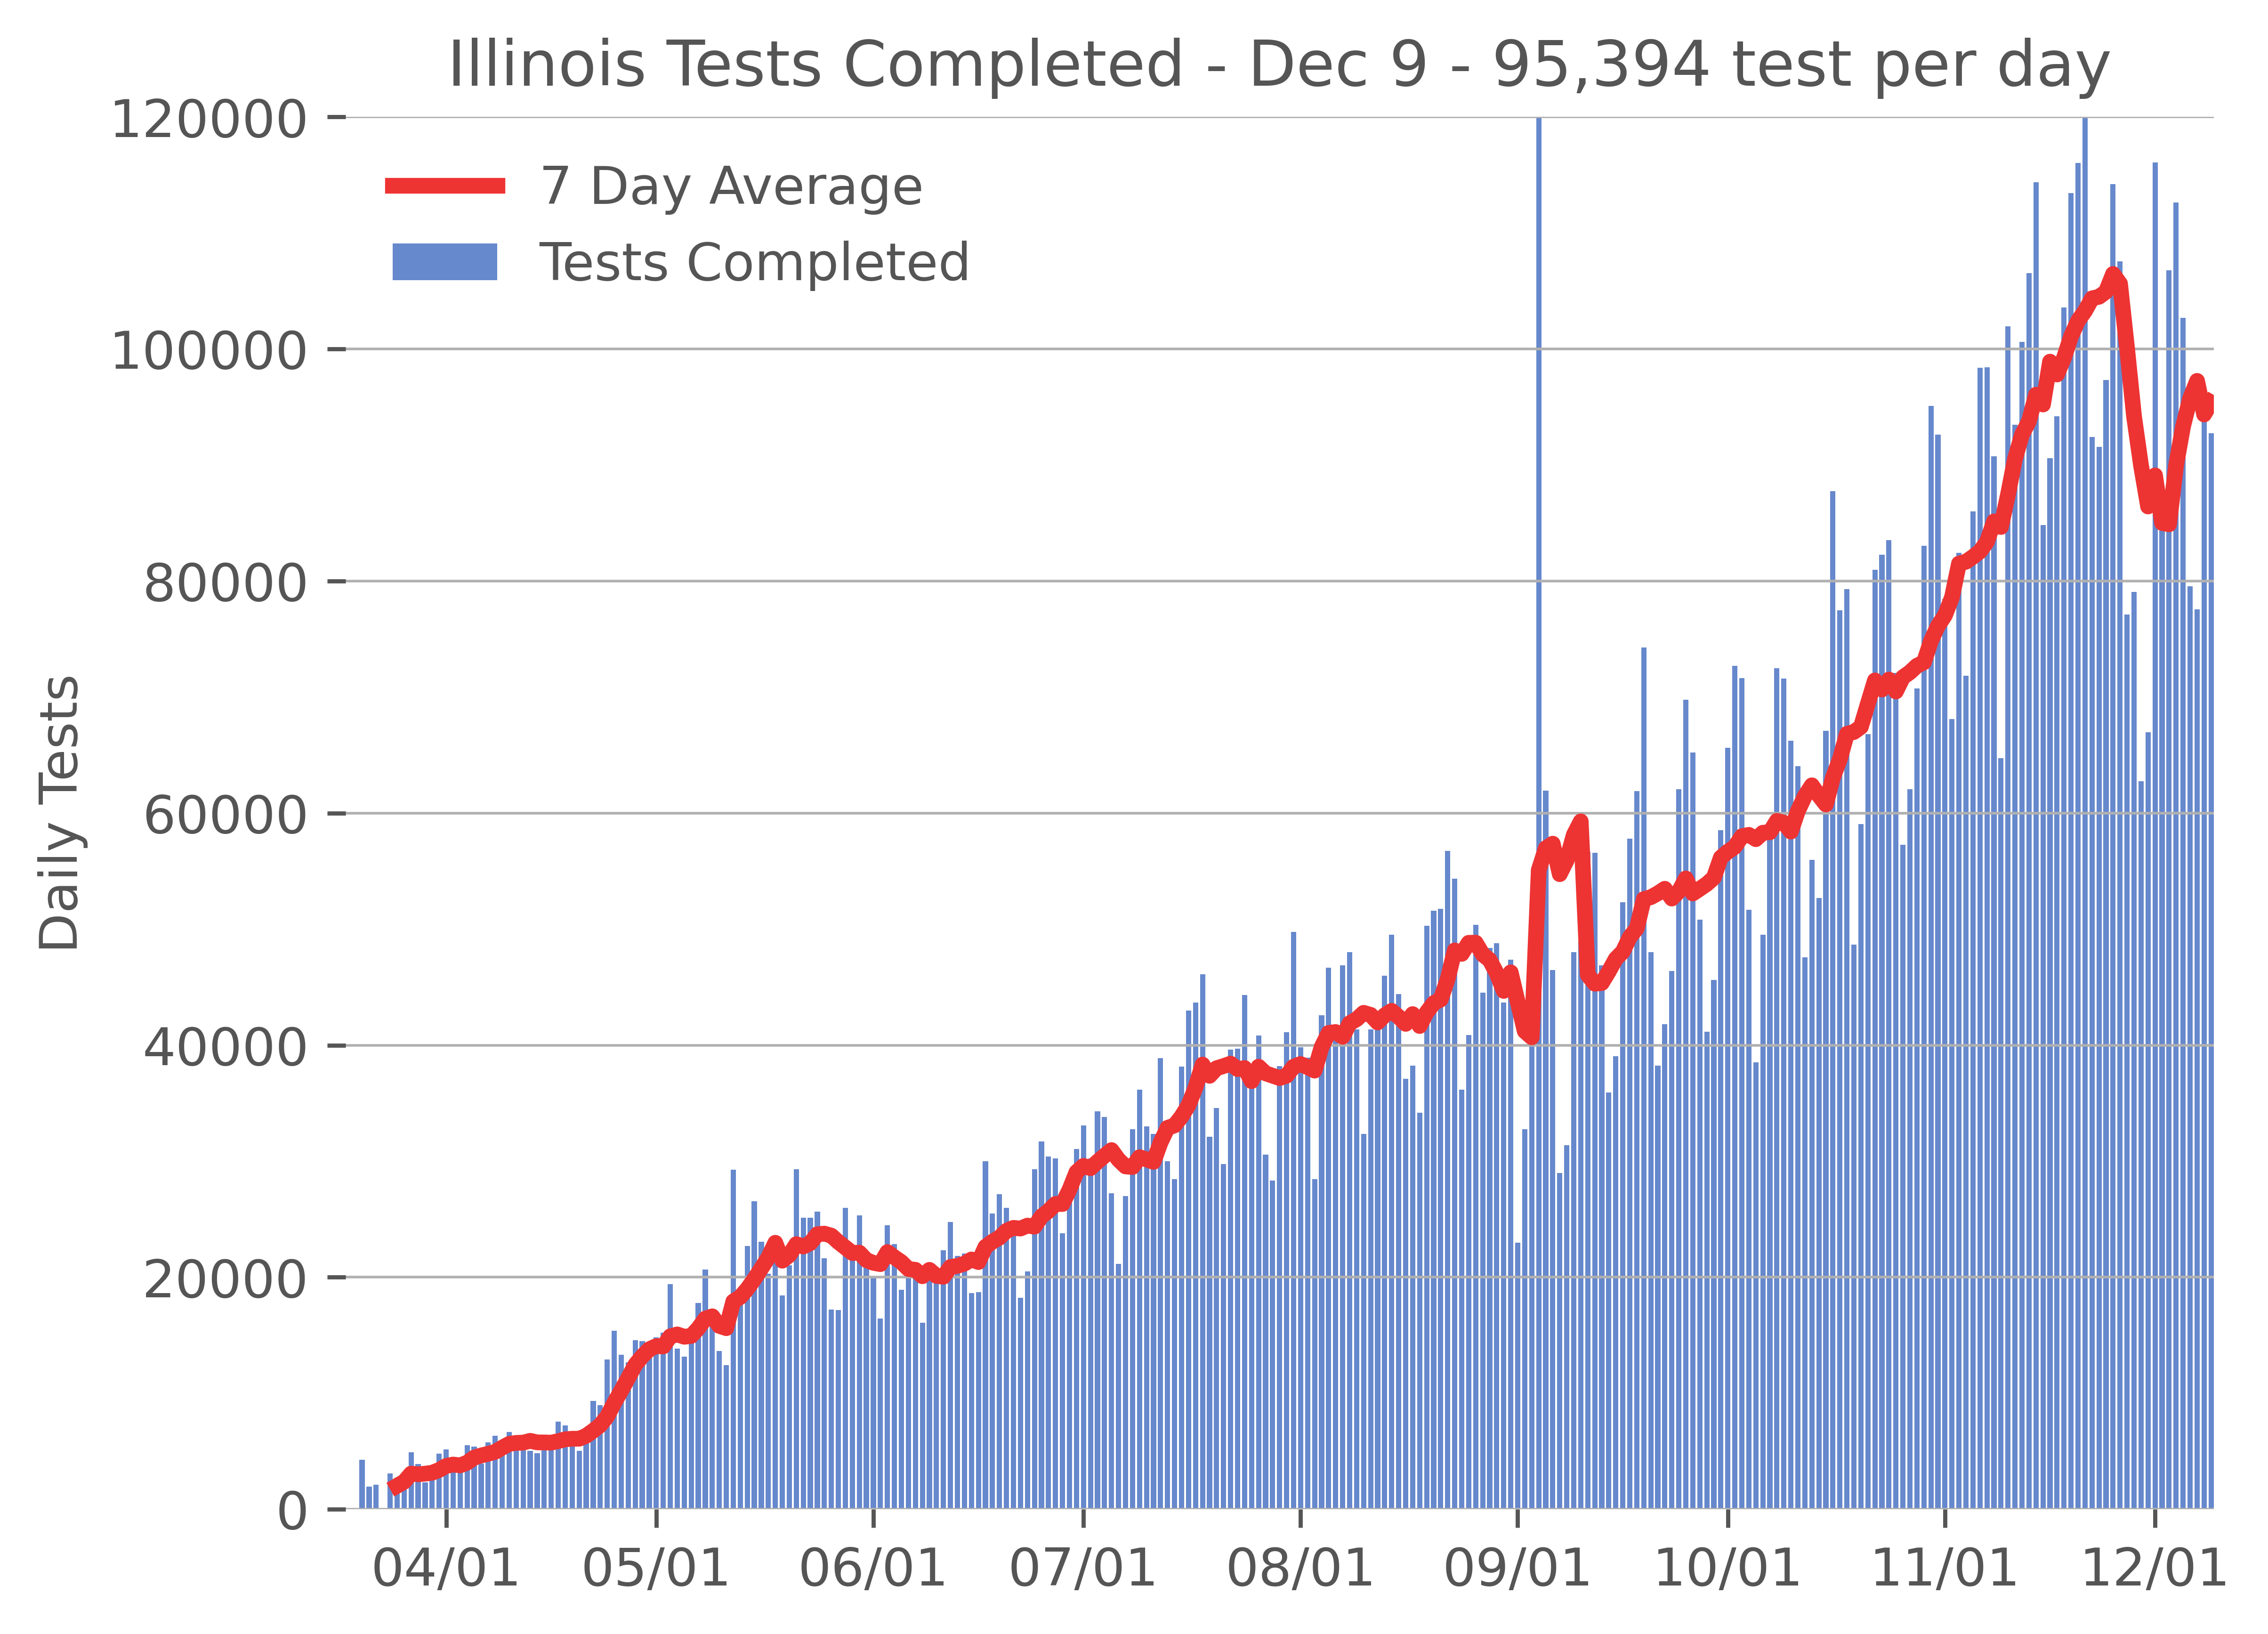 Illinois Tests Completed - Dec 9 - 95,394 test per day
120000
7 Day Average
Tests Completed
100000
80000
Daily Tests
60000
40000
20000
0
04/01 05/01 06/01 07/01 08/01 09/01 10/01 11/01 12/01